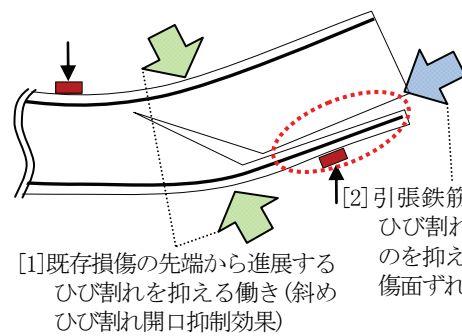 [1]既存損傷の先端から進展する
ひび割れを抑える働き(斜め
ひび割れ開口抑制効果)
[2]引張鉄筋
ひび割れ
のを抑え
傷面ずれ